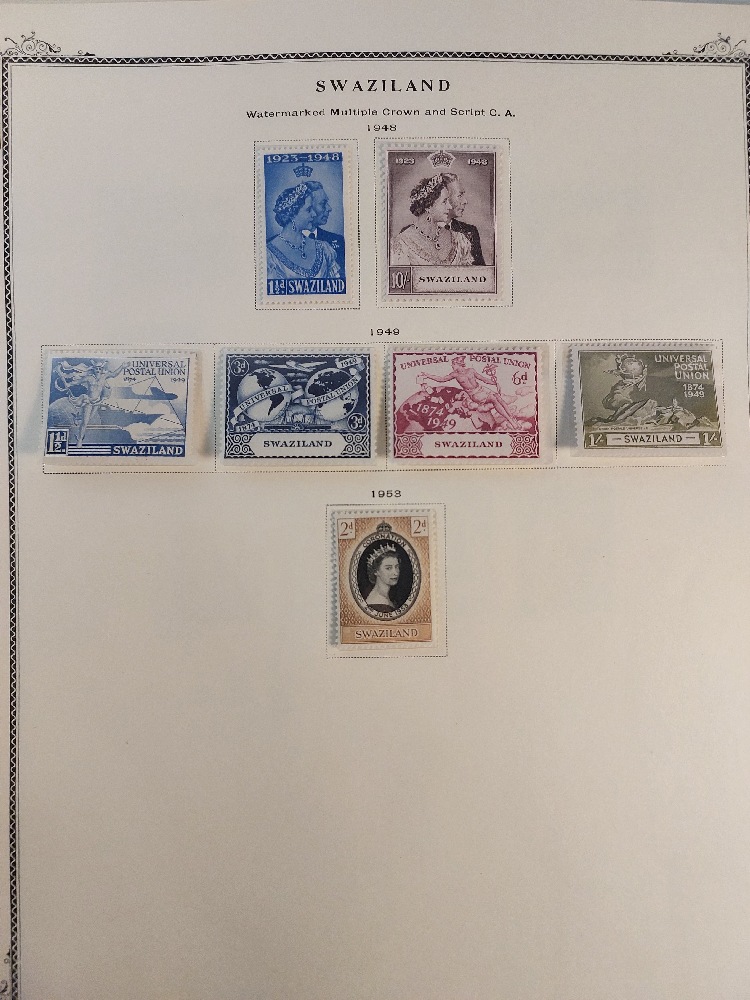 SWAZILAND
Watermarked Multiple Crown and Script C. A.
1948
1923-1948
1½d SWAZILAND
1923 1948
10/- SWAZILAND
1949
UNIVERSAL
POSTAL UNION
1874 1949
1½d. SWAZILAND
3d 1949
UNIVERSAL POSTAL UNION
1874 3d
SWAZILAND
UNIVERSAL POSTAL UNION
6d
1874
1949
SWAZILAND
UNIVERSAL
POSTAL
UNION
1874
1949
1/- SWAZILAND 1/-
1953
2d 2d
CORONATION
JUNE 1953
SWAZILAND